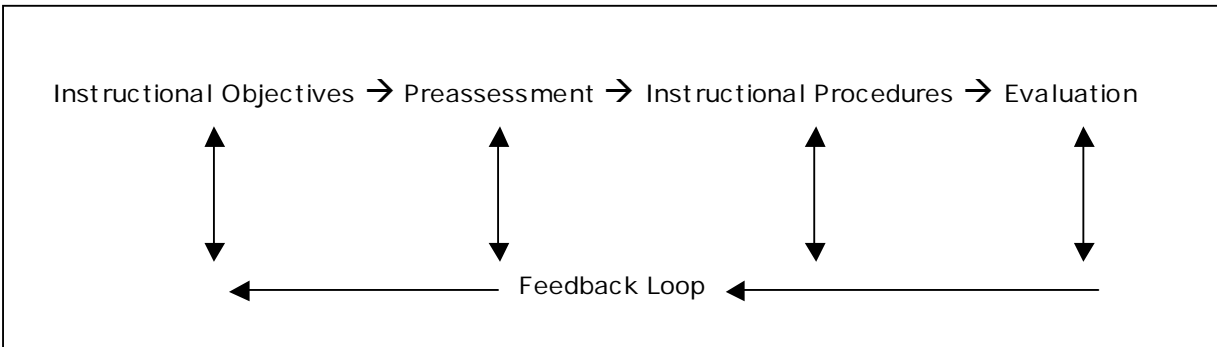 Instructional Objectives → Preassessment → Instructional Procedures → Evaluation
Feedback Loop